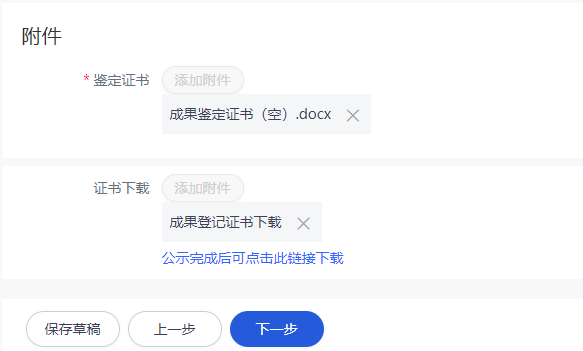 附件
* 鉴定证书 添加附件
成果鉴定证书（空）.docx
证书下载 添加附件
成果登记证书下载
公示完成后可点击此链接下载
保存草稿 上一步 下一步